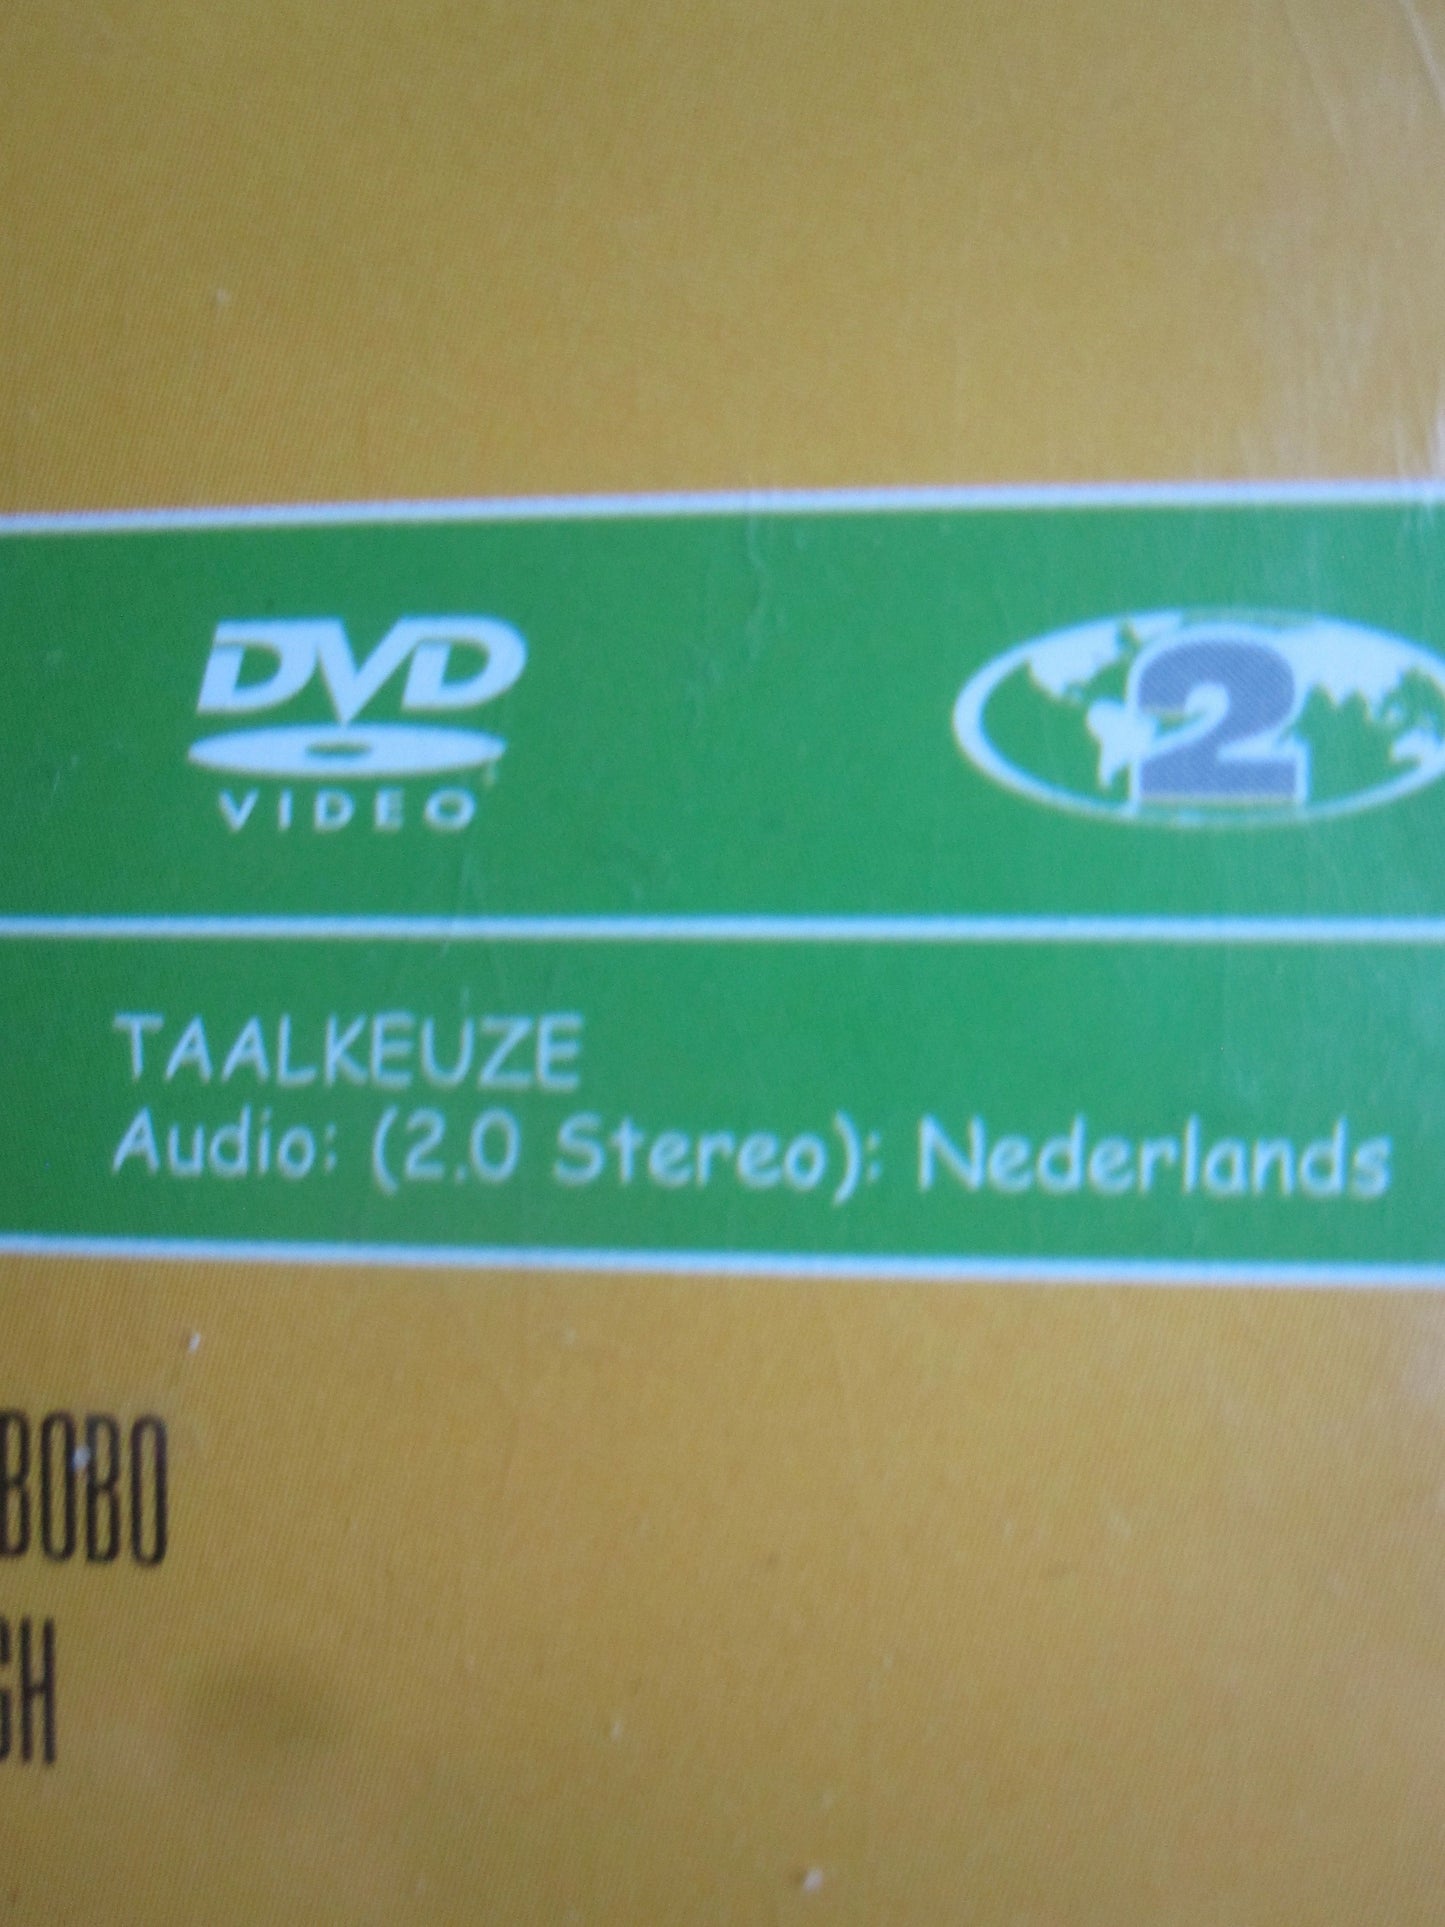 DVD
VIDEO
2
TAALKEUZE
Audio: (2.0 Stereo): Nederlands
BOBO
GH